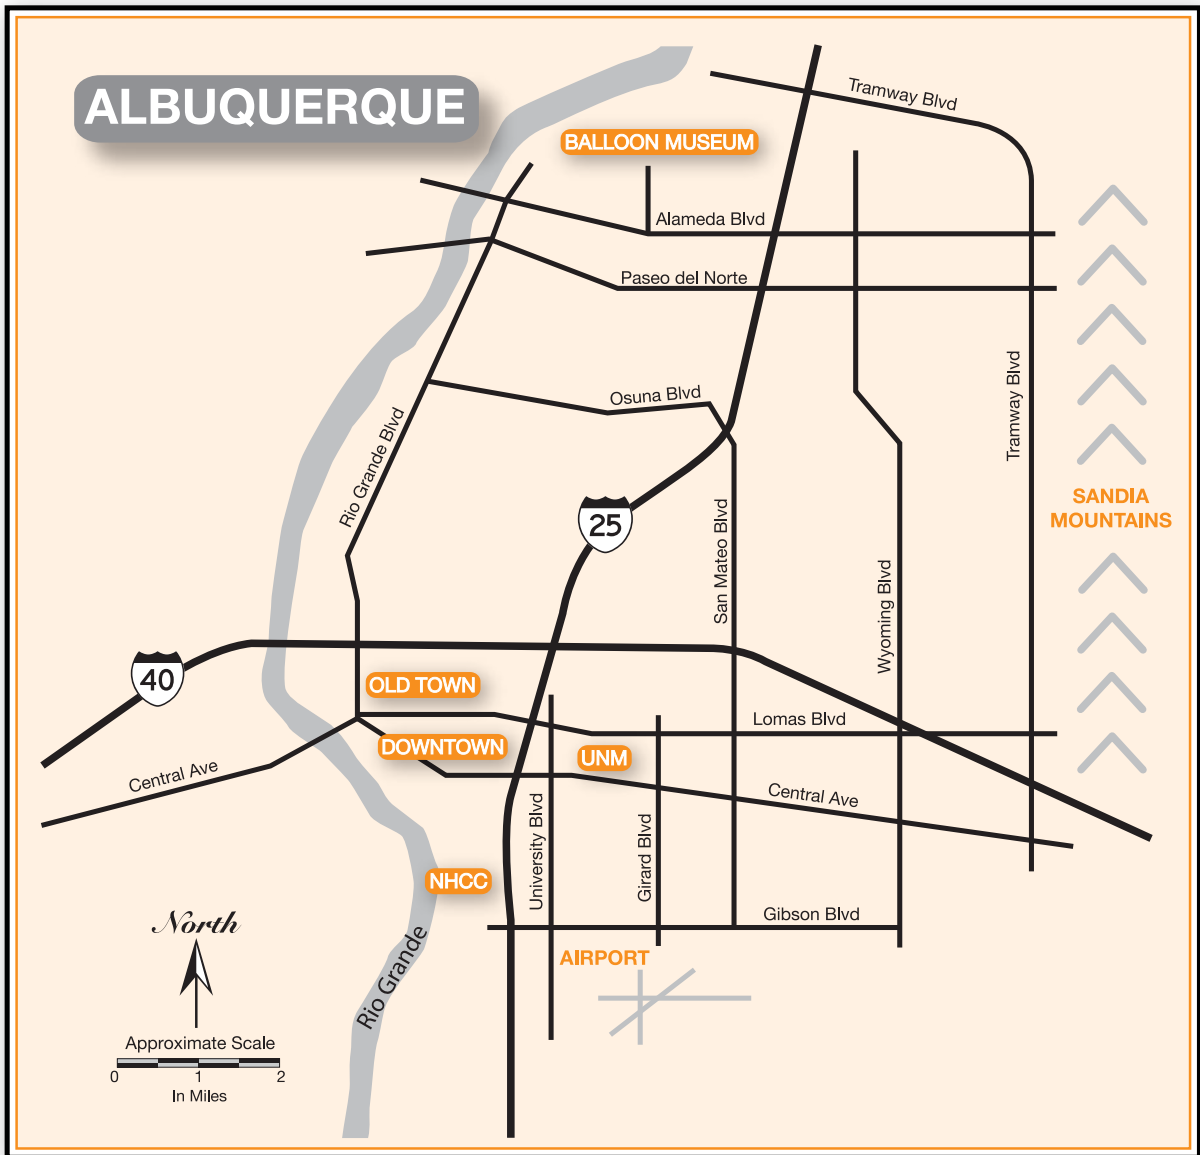 ALBUQUERQUE
Tramway Blvd
BALLOON MUSEUM
Alameda Blvd
Paseo del Norte
Osuna Blvd
Rio Grande Blvd
Tramway Blvd
SANDIA
MOUNTAINS
25
San Mateo Blvd
Wyoming Blvd
40
OLD TOWN
Lomas Blvd
DOWNTOWN
UNM
Central Ave
Central Ave
University Blvd
Girard Blvd
NHCC
Gibson Blvd
North
Rio Grande
AIRPORT
Approximate Scale
0 1 2
In Miles